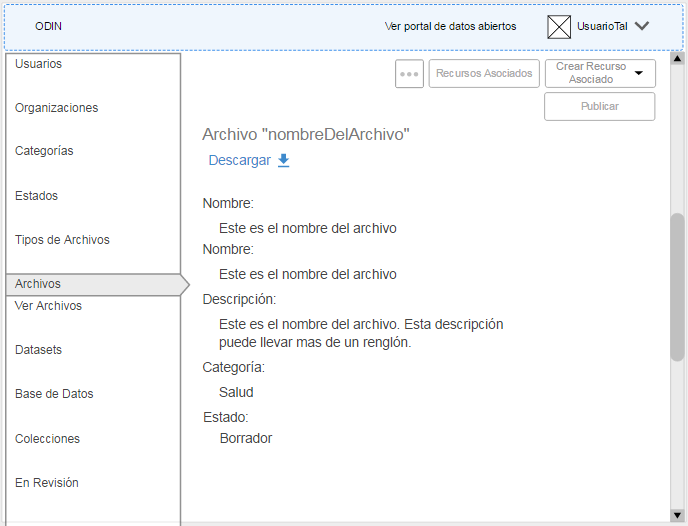 ODIN
Ver portal de datos abiertos
UsuarioTal
Usuarios
Organizaciones
Categorías
Estados
Tipos de Archivos
Archivos
Ver Archivos
Datasets
Base de Datos
Colecciones
En Revisión
Recursos Asociados
Crear Recurso
Asociado
Publicar
Archivo "nombreDelArchivo"
Descargar
Nombre:
Este es el nombre del archivo
Nombre:
Este es el nombre del archivo
Descripción:
Este es el nombre del archivo. Esta descripción
puede llevar mas de un renglón.
Categoría:
Salud
Estado:
Borrador